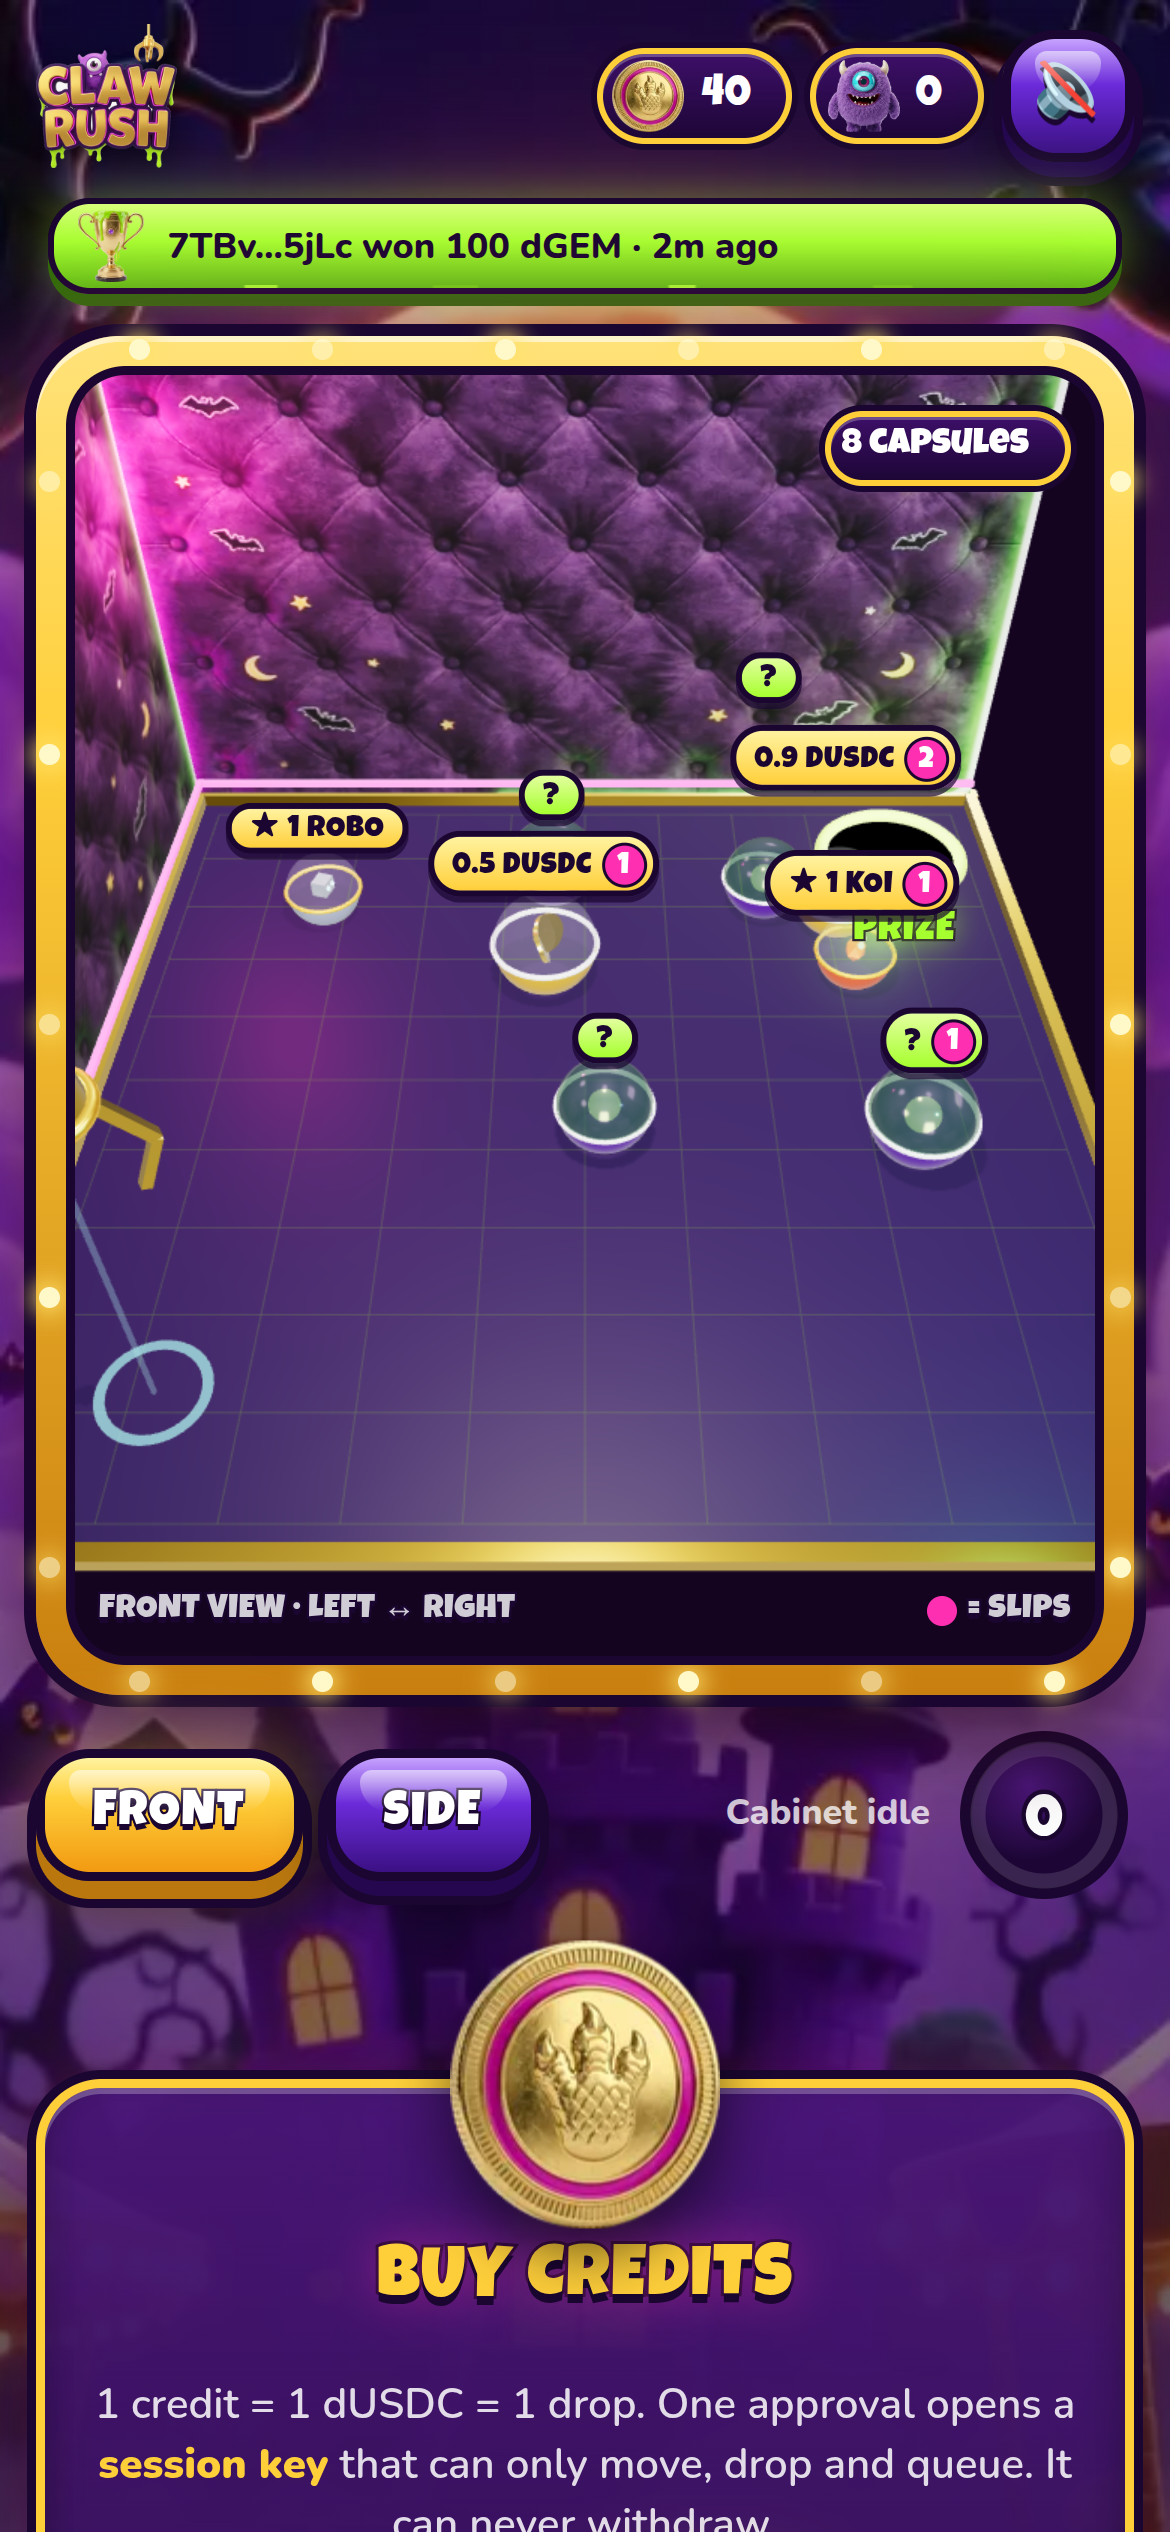 CLAW
RUSH
40
0
7TBv...5jLc won 100 dGEM · 2m ago
8 CAPSULES
?
0.9 DUSDC 2
?
★ 1 ROBO
0.5 DUSDC 1
★ 1 KOI 1
PRIZE
?
? 1
FRONT VIEW · LEFT ↔ RIGHT
= SLIPS
FRONT
SIDE
Cabinet idle
0
BUY CREDITS
1 credit = 1 dUSDC = 1 drop. One approval opens a
session key that can only move, drop and queue. It
can never withdraw